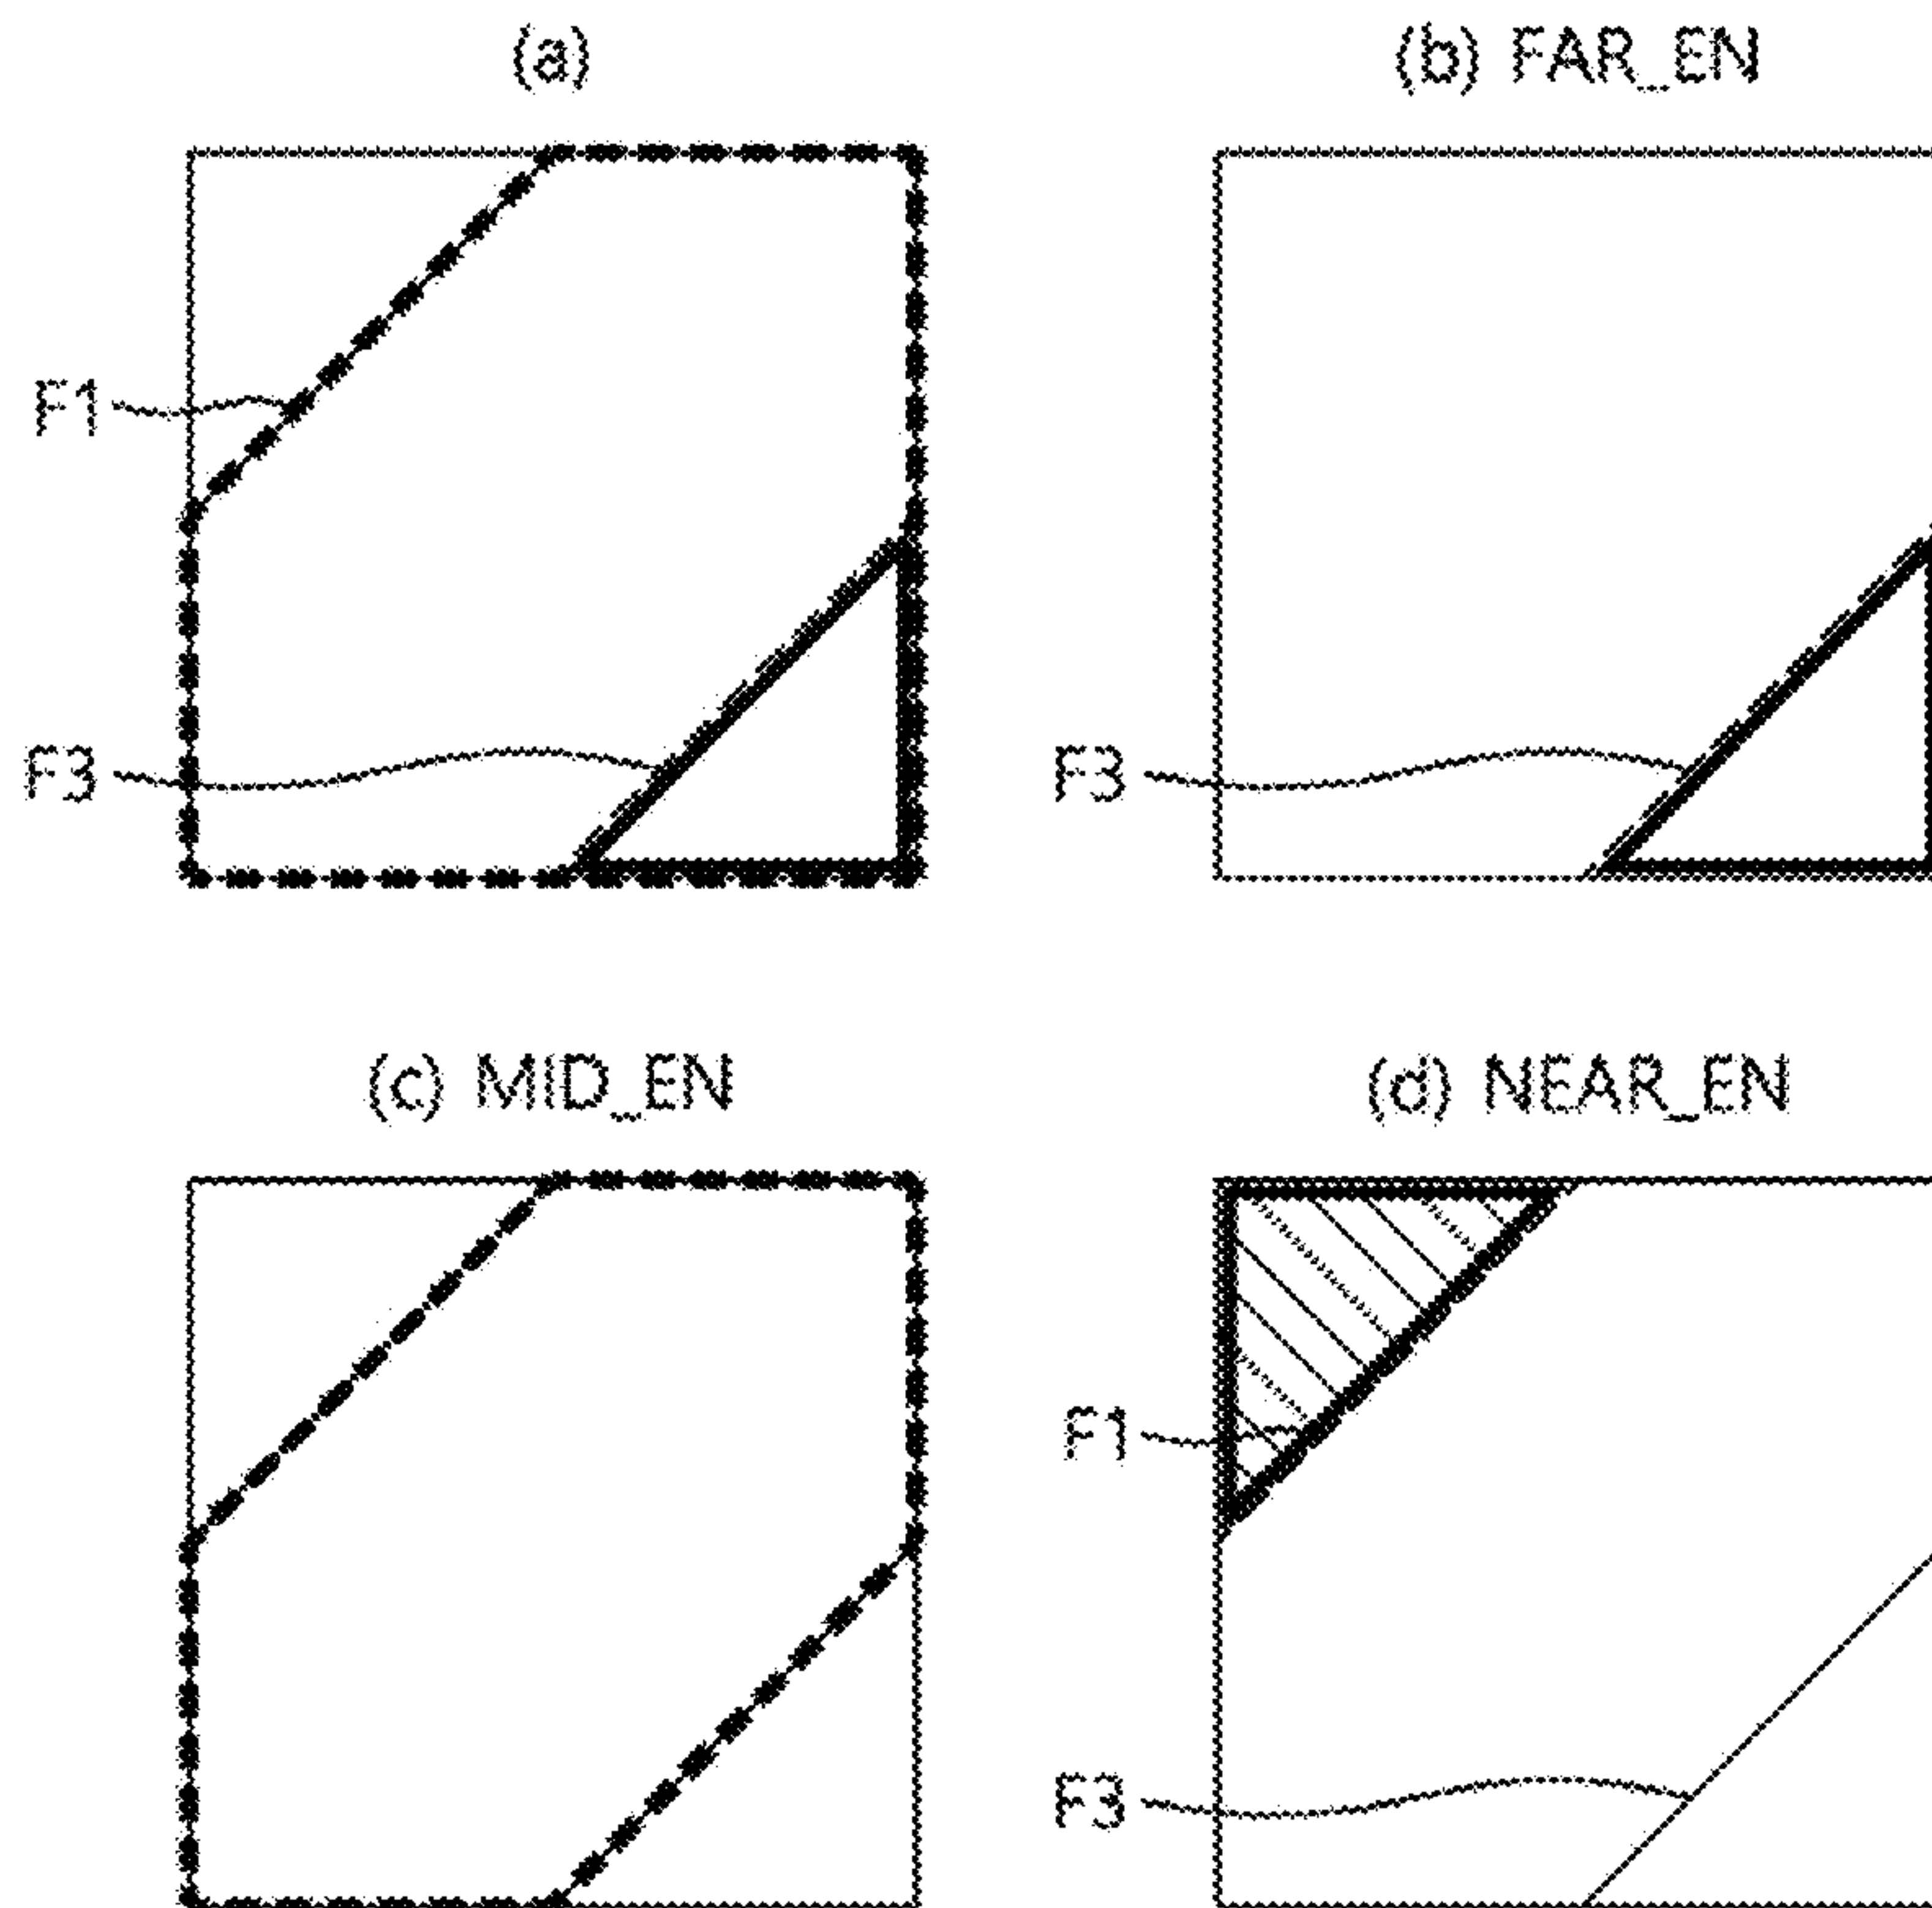 (a)
(b) FAR_EN
F1
F3
F3
(c) MID_EN
(d) NEAR_EN
F1
F3